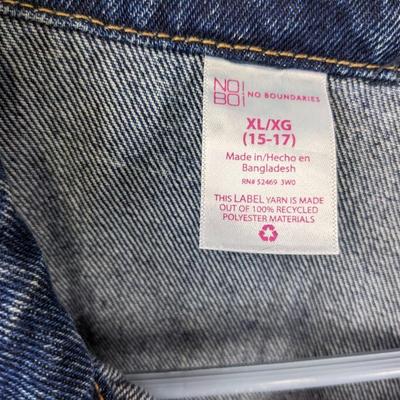 NO
BO
NO BOUNDARIES
XL/XG
(15-17)
Made in/Hecho en
Bangladesh
RN# 52469 3W0
THIS LABEL YARN IS MADE
OUT OF 100% RECYCLED
POLYESTER MATERIALS